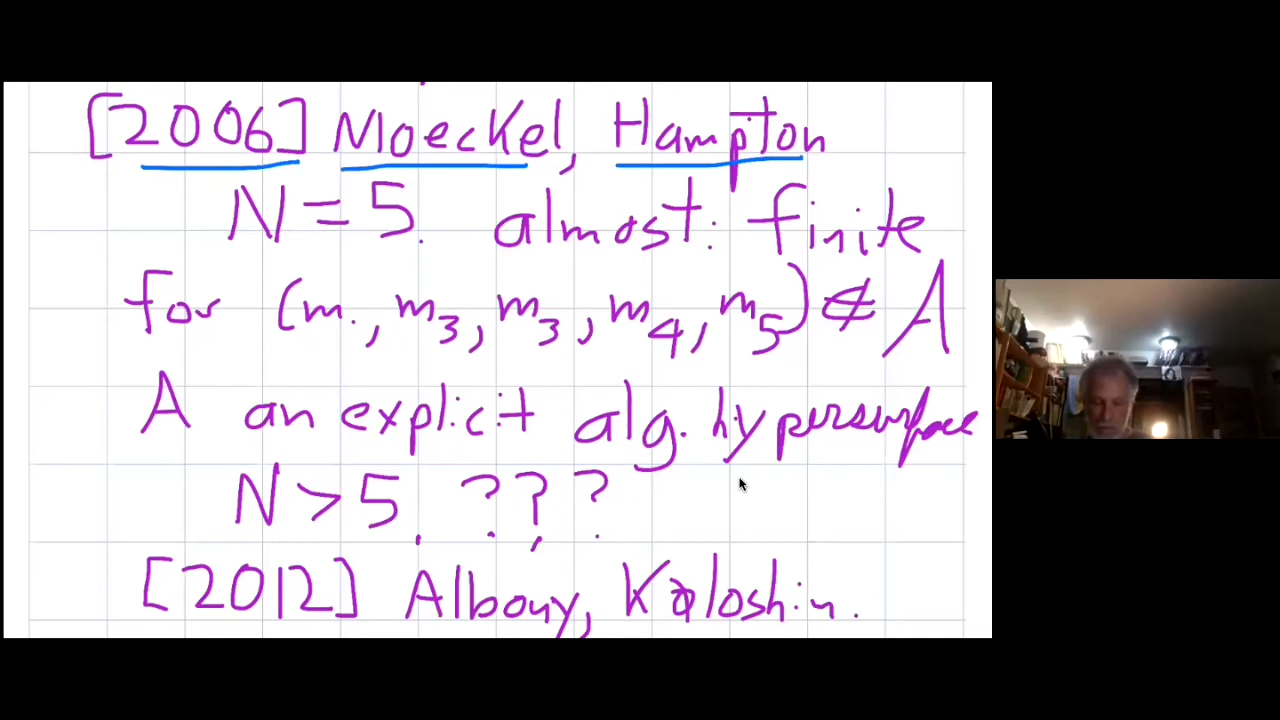 [2006] Moeckel, Hampton
N = 5. almost: finite
for (m., m3, m3, m4, m5) ∉ A
A an explicit alg. hypersurface
N > 5. ???
[2012] Albouy, Kaloshin.